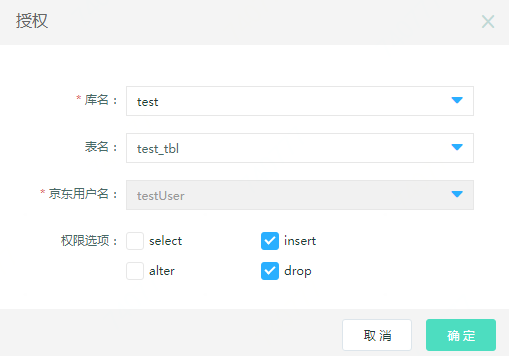 授权
* 库名： test
表名： test_tbl
* 京东用户名： testUser
权限选项： select insert
alter drop
取 消 确 定